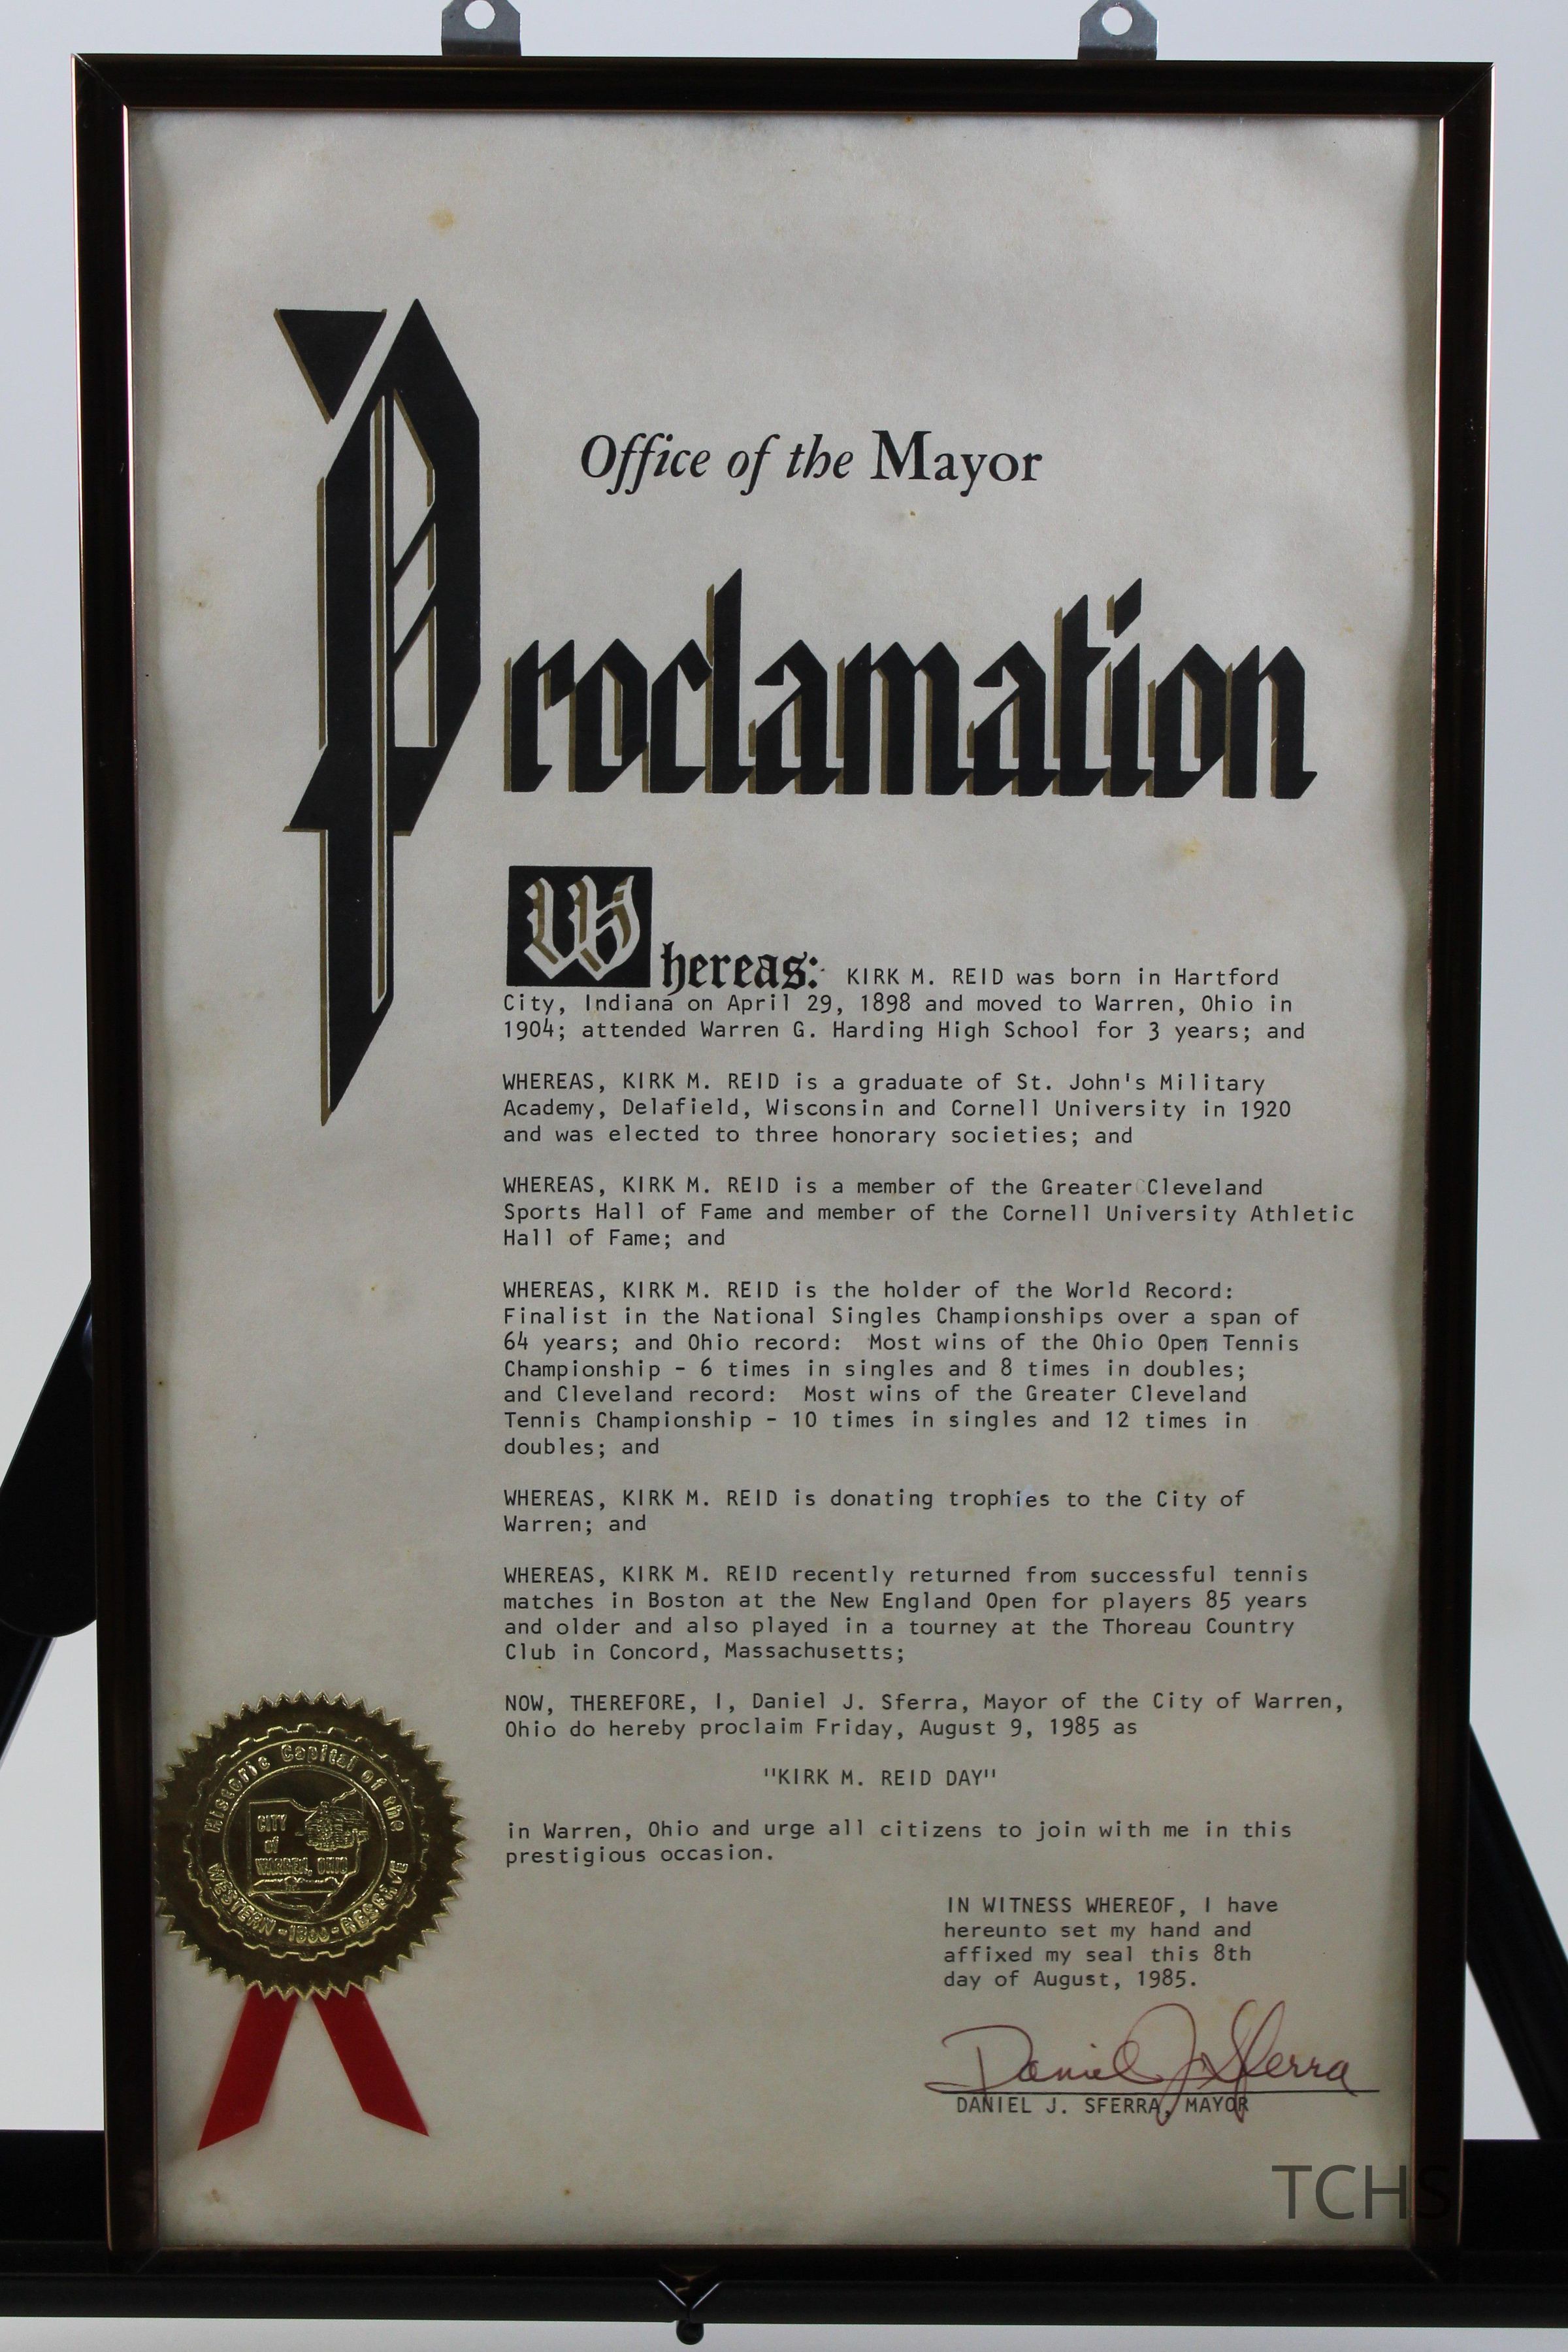 Office of the Mayor
Proclamation
Whereas: KIRK M. REID was born in Hartford
City, Indiana on April 29, 1898 and moved to Warren, Ohio in
1904; attended Warren G. Harding High School for 3 years; and
WHEREAS, KIRK M. REID is a graduate of St. John's Military
Academy, Delafield, Wisconsin and Cornell University in 1920
and was elected to three honorary societies; and
WHEREAS, KIRK M. REID is a member of the Greater Cleveland
Sports Hall of Fame and member of the Cornell University Athletic
Hall of Fame; and
WHEREAS, KIRK M. REID is the holder of the World Record:
Finalist in the National Singles Championships over a span of
64 years; and Ohio record: Most wins of the Ohio Open Tennis
Championship - 6 times in singles and 8 times in doubles;
and Cleveland record: Most wins of the Greater Cleveland
Tennis Championship - 10 times in singles and 12 times in
doubles; and
WHEREAS, KIRK M. REID is donating trophies to the City of
Warren; and
WHEREAS, KIRK M. REID recently returned from successful tennis
matches in Boston at the New England Open for players 85 years
and older and also played in a tourney at the Thoreau Country
Club in Concord, Massachusetts;
NOW, THEREFORE, I, Daniel J. Sferra, Mayor of the City of Warren,
Ohio do hereby proclaim Friday, August 9, 1985 as
"KIRK M. REID DAY"
in Warren, Ohio and urge all citizens to join with me in this
prestigious occasion.
Historic Capital of the
CITY
of
WARREN, OHIO
WESTERN - RESERVE
IN WITNESS WHEREOF, I have
hereunto set my hand and
affixed my seal this 8th
day of August, 1985.
Daniel J. Sferra
DANIEL J. SFERRA, MAYOR
TCHS